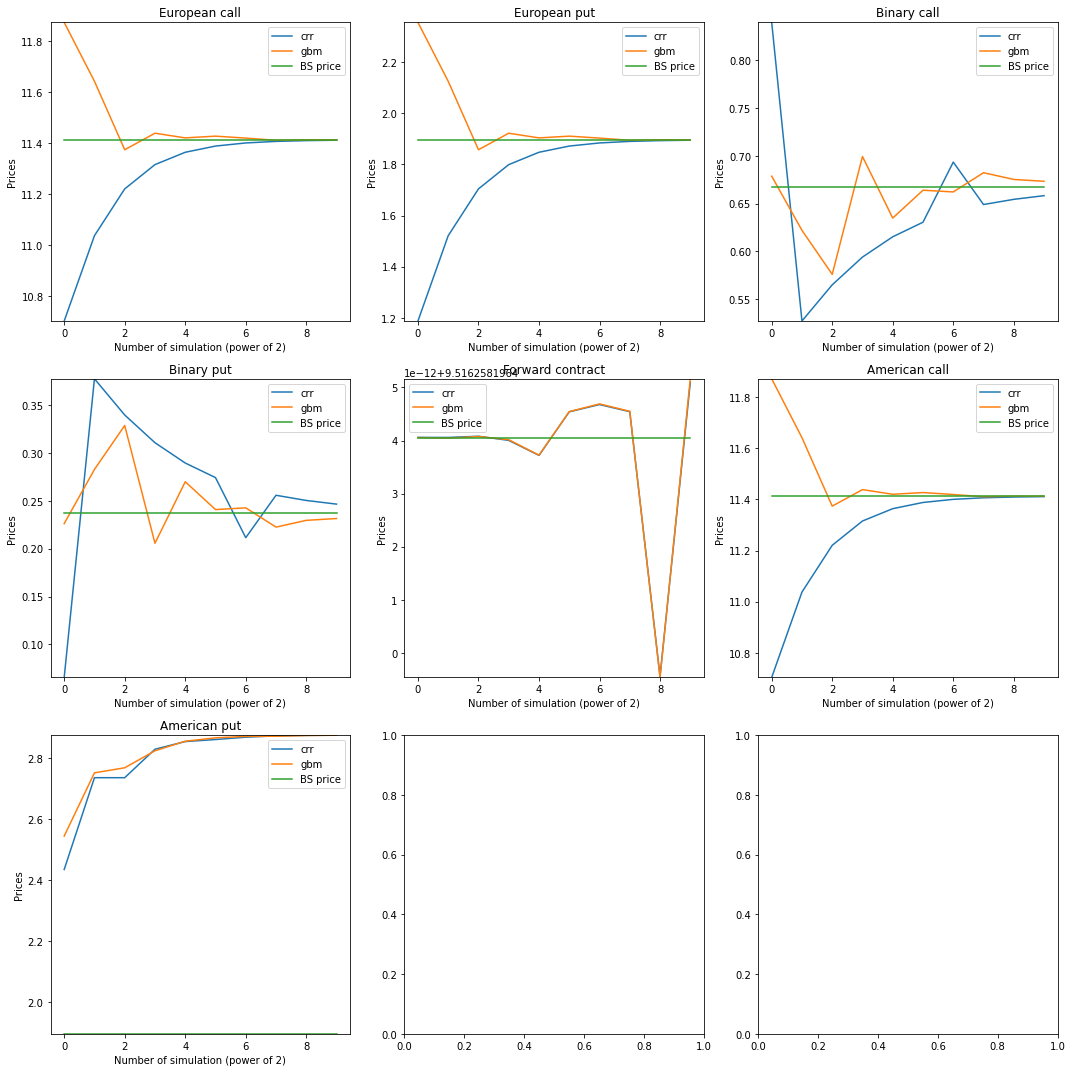 European call
Prices
11.8
11.6
11.4
11.2
11.0
10.8
crr
gbm
BS price
0 2 4 6 8
Number of simulation (power of 2)
European put
Prices
2.2
2.0
1.8
1.6
1.4
1.2
crr
gbm
BS price
0 2 4 6 8
Number of simulation (power of 2)
Binary call
Prices
0.80
0.75
0.70
0.65
0.60
0.55
crr
gbm
BS price
0 2 4 6 8
Number of simulation (power of 2)
Binary put
Prices
0.35
0.30
0.25
0.20
0.15
0.10
crr
gbm
BS price
0 2 4 6 8
Number of simulation (power of 2)
Forward contract
1e−12+9.5162581964
Prices
5
4
3
2
1
0
crr
gbm
BS price
0 2 4 6 8
Number of simulation (power of 2)
American call
Prices
11.8
11.6
11.4
11.2
11.0
10.8
crr
gbm
BS price
0 2 4 6 8
Number of simulation (power of 2)
American put
Prices
2.8
2.6
2.4
2.2
2.0
crr
gbm
BS price
0 2 4 6 8
Number of simulation (power of 2)
1.0
0.8
0.6
0.4
0.2
0.0
0.0 0.2 0.4 0.6 0.8 1.0
1.0
0.8
0.6
0.4
0.2
0.0
0.0 0.2 0.4 0.6 0.8 1.0